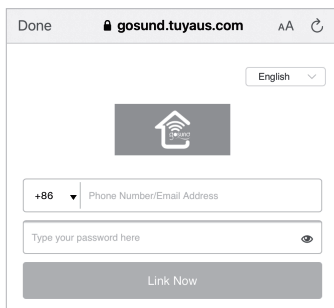 Done gosund.tuyaus.com AA
English
gosund
+86 Phone Number/Email Address
Type your password here
Link Now